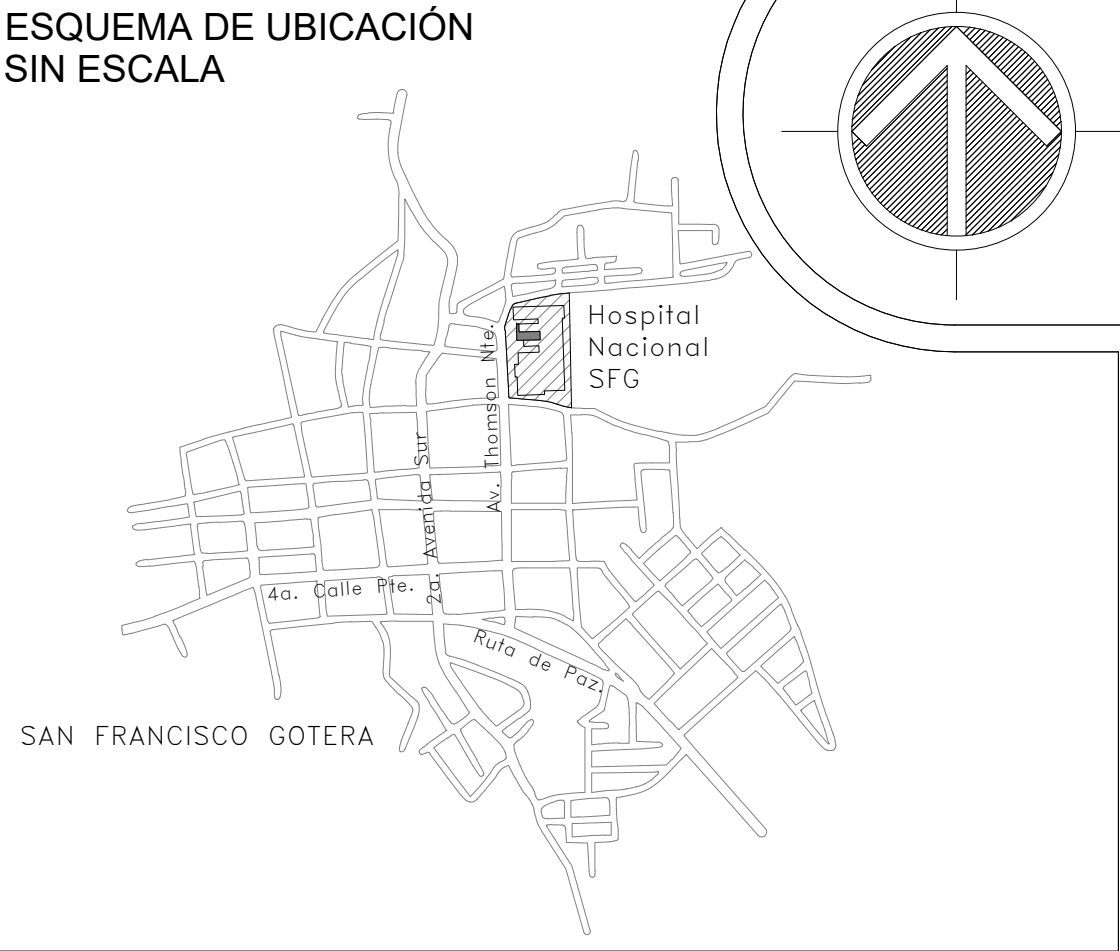 ESQUEMA DE UBICACIÓN
SIN ESCALA
Hospital
Nacional
SFG
Av. Thomson Nte.
2a. Avenida Sur
4a. Calle Pte.
Ruta de Paz.
SAN FRANCISCO GOTERA